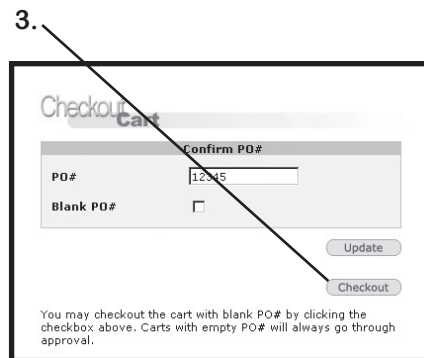 3.
Checkout
Cart
Confirm PO#
PO# 12345
Blank PO#
Update
Checkout
You may checkout the cart with blank PO# by clicking the
checkbox above. Carts with empty PO# will always go through
approval.